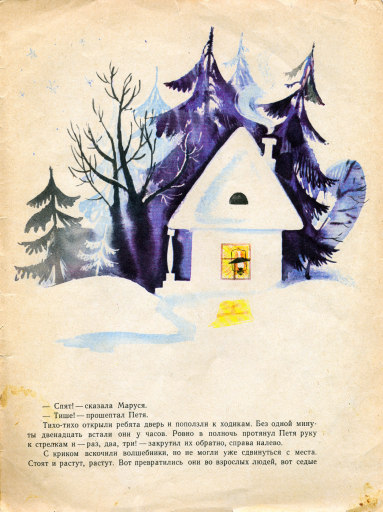 — Спят! — сказала Маруся.
— Тише! — прошептал Петя.
Тихо-тихо открыли ребята дверь и поползли к ходикам. Без одной мину-
ты двенадцать встали они у часов. Ровно в полночь протянул Петя руку
к стрелкам и — раз, два, три! — закрутил их обратно, справа налево.
С криком вскочили волшебники, но не могли уже сдвинуться с места.
Стоят и растут, растут. Вот превратились они во взрослых людей, вот седые